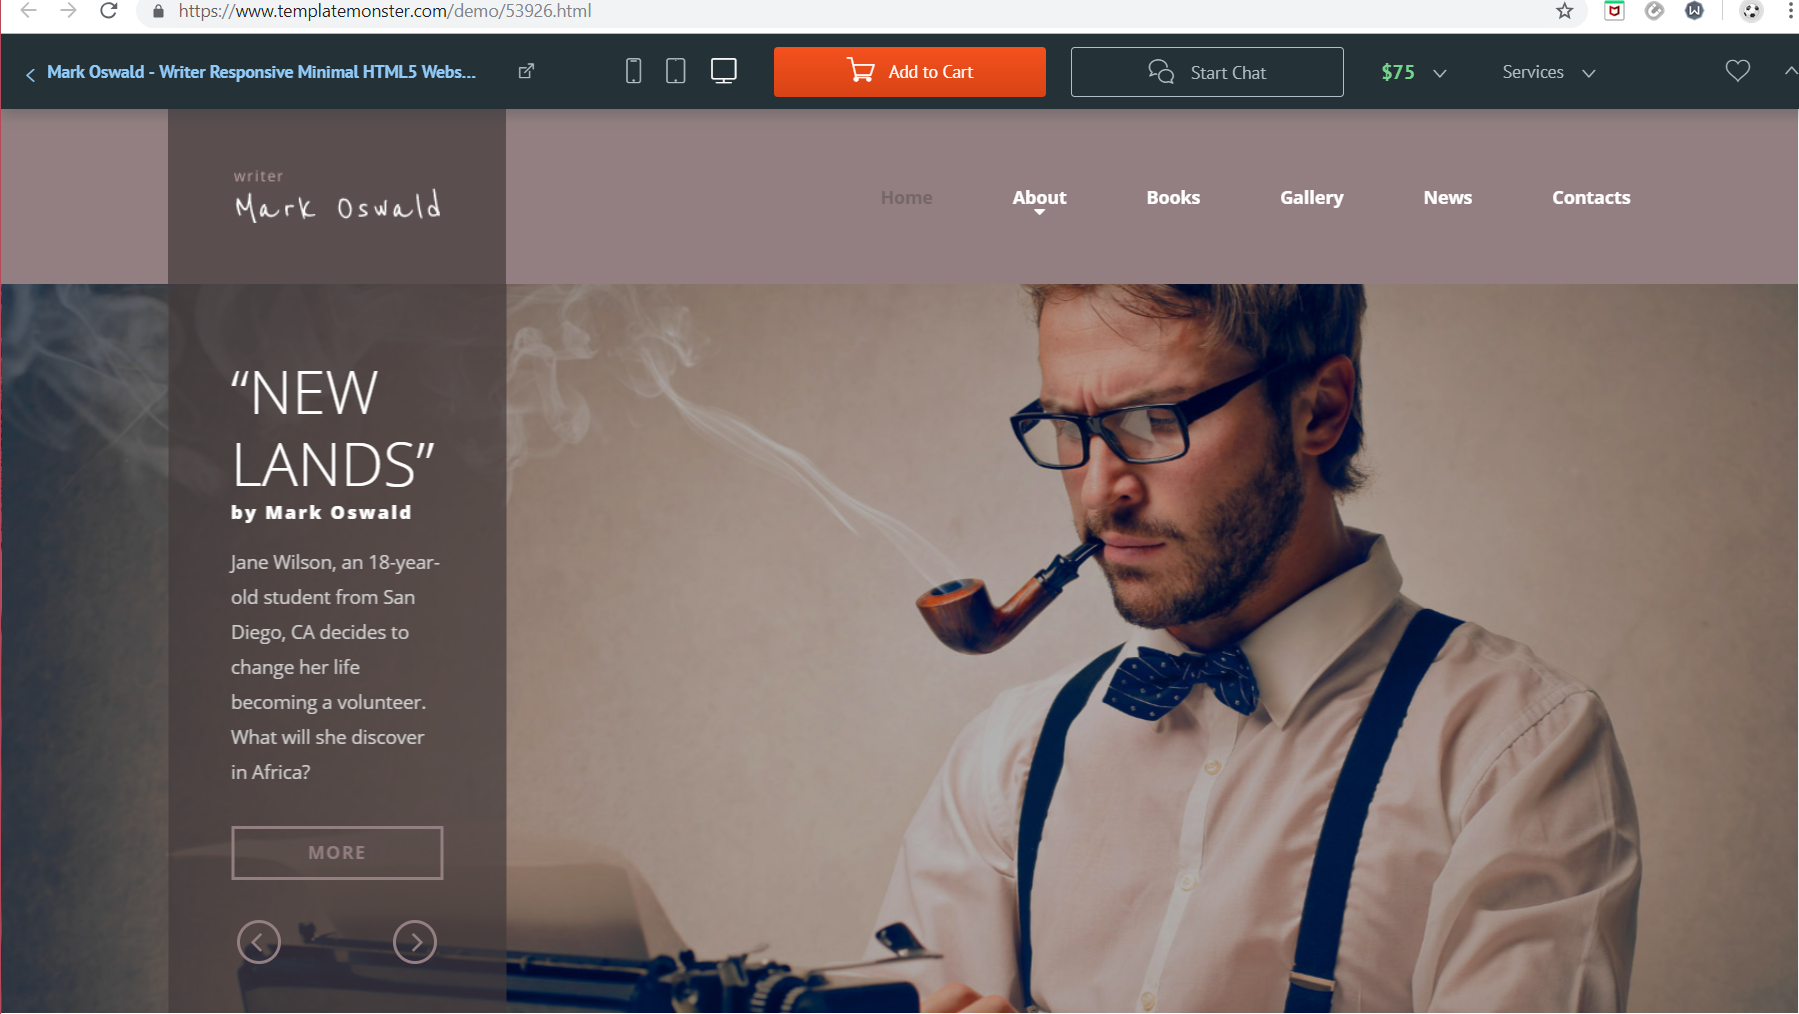 https://www.templatemonster.com/demo/53926.html
Mark Oswald - Writer Responsive Minimal HTML5 Webs...
Add to Cart
Start Chat
$75
Services
writer
Mark Oswald
Home
About
Books
Gallery
News
Contacts
“NEW
LANDS”
by Mark Oswald
Jane Wilson, an 18-year-
old student from San
Diego, CA decides to
change her life
becoming a volunteer.
What will she discover
in Africa?
MORE